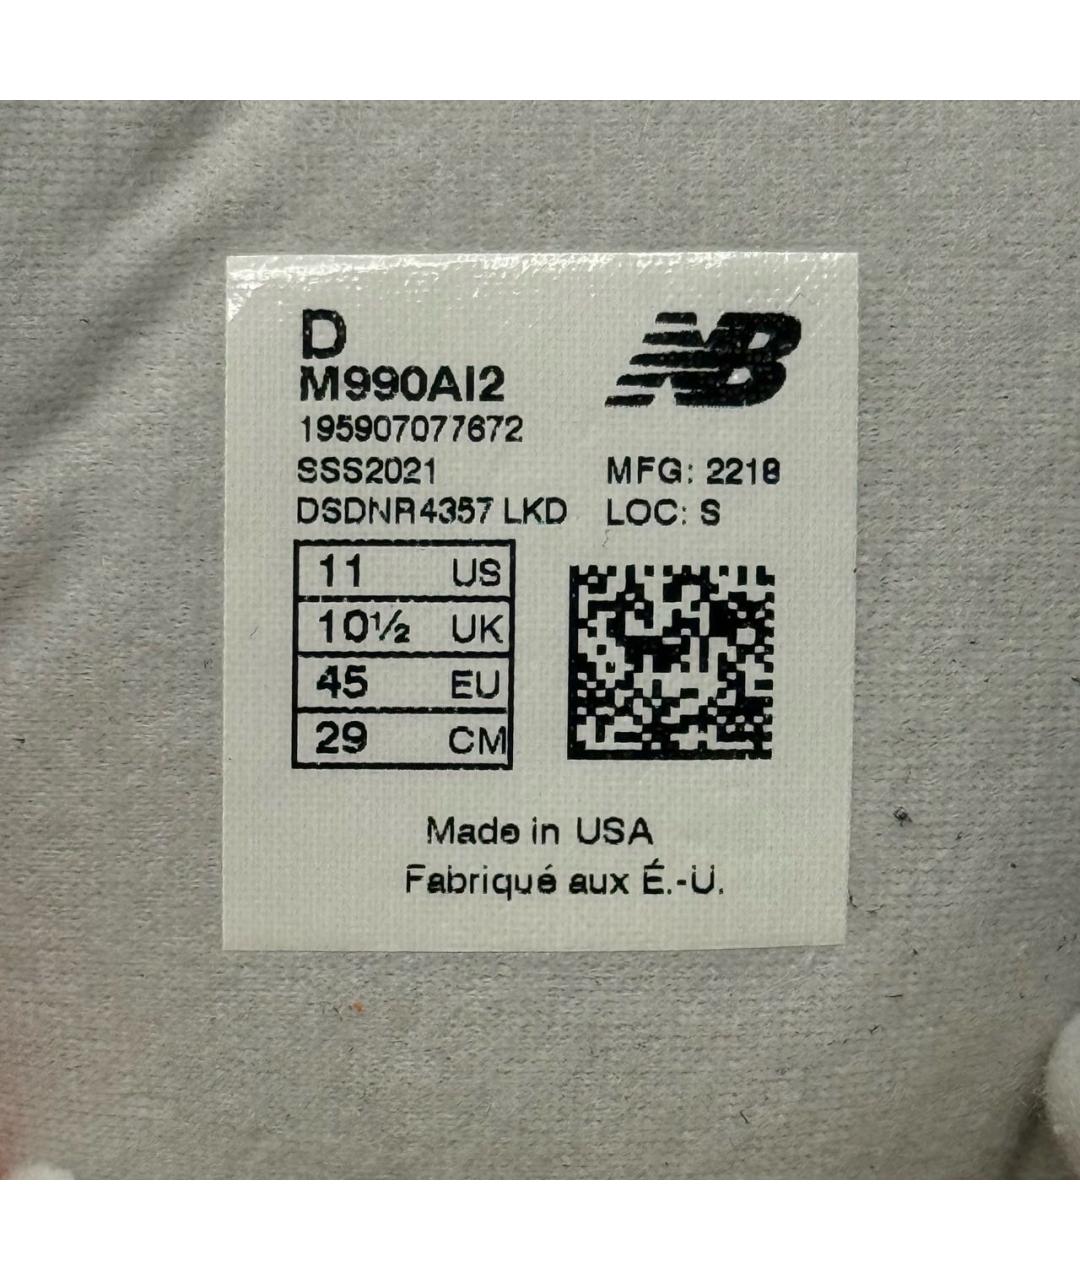 D
NB
M990AI2
195907077672
SSS2021
MFG: 2218
DSDNR4357 LKD
LOC: S
11 US
10½ UK
45 EU
29 CM
Made in USA
Fabriqué aux É.-U.